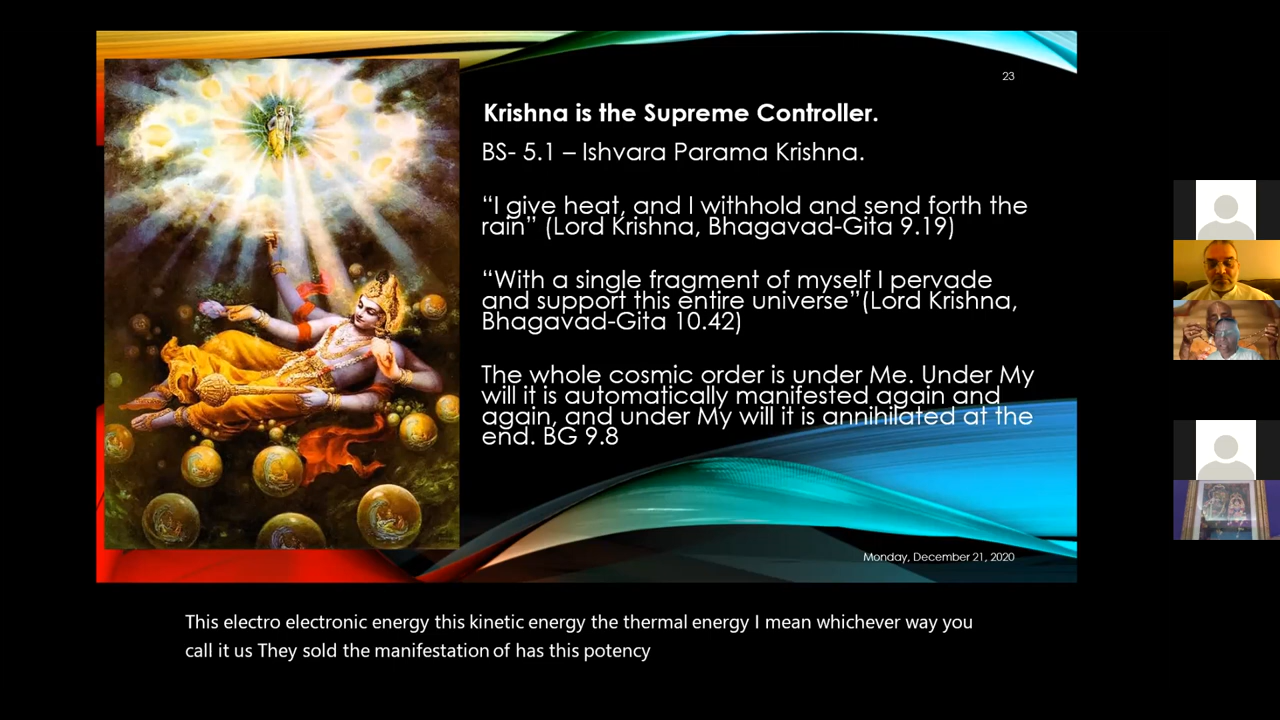 23
Krishna is the Supreme Controller.
BS- 5.1 – Ishvara Parama Krishna.
“I give heat, and I withhold and send forth the
rain” (Lord Krishna, Bhagavad-Gita 9.19)
“With a single fragment of myself I pervade
and support this entire universe”(Lord Krishna,
Bhagavad-Gita 10.42)
The whole cosmic order is under Me. Under My
will it is automatically manifested again and
again, and under My will it is annihilated at the
end. BG 9.8
Monday, December 21, 2020
This electro electronic energy this kinetic energy the thermal energy I mean whichever way you
call it us They sold the manifestation of has this potency